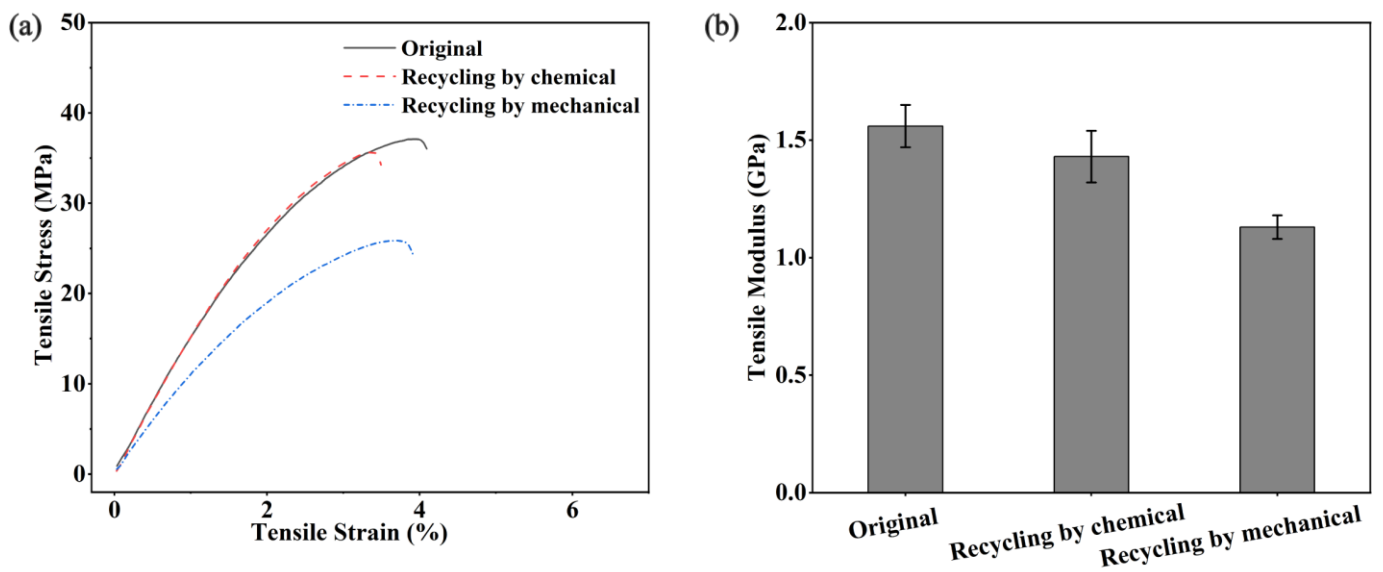 (a)
50
40
30
20
10
0
Tensile Stress (MPa)
Original
Recycling by chemical
Recycling by mechanical
0 2 4 6
Tensile Strain (%)
(b)
2.0
1.5
1.0
0.5
0.0
Tensile Modulus (GPa)
Original
Recycling by chemical
Recycling by mechanical